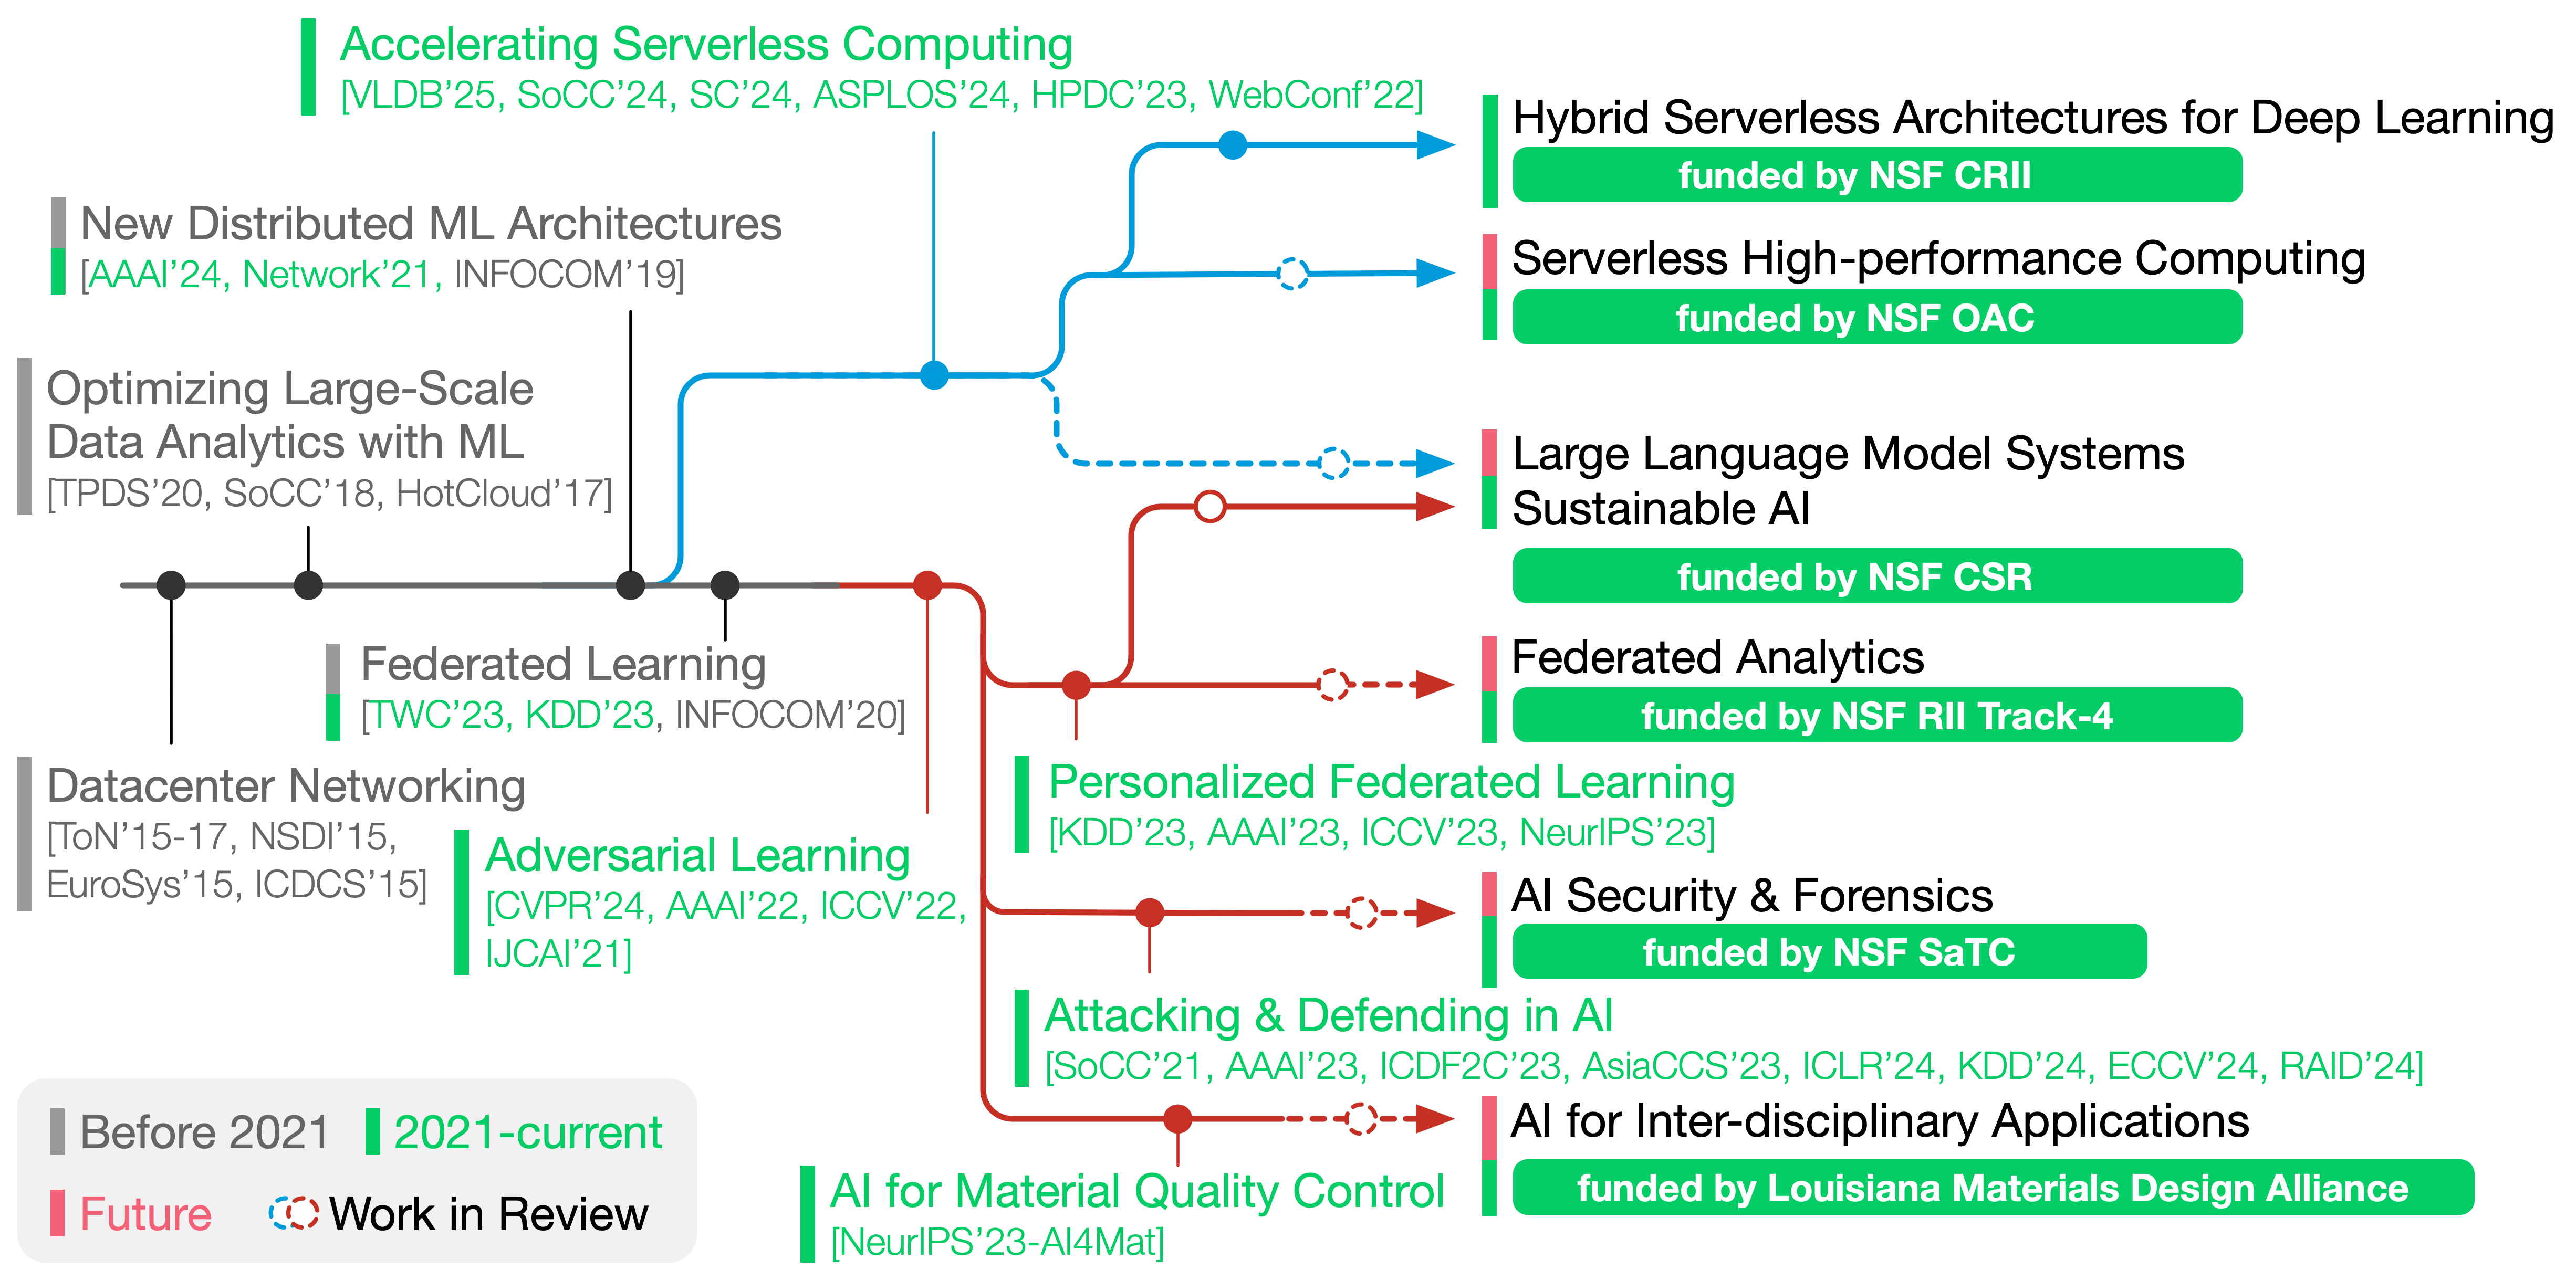 Accelerating Serverless Computing
[VLDB’25, SoCC’24, SC’24, ASPLOS’24, HPDC’23, WebConf’22]
Hybrid Serverless Architectures for Deep Learning
funded by NSF CRII
New Distributed ML Architectures
[AAAI’24, Network’21, INFOCOM’19]
Serverless High-performance Computing
funded by NSF OAC
Optimizing Large-Scale
Data Analytics with ML
[TPDS’20, SoCC’18, HotCloud’17]
Large Language Model Systems
Sustainable AI
funded by NSF CSR
Federated Learning
[TWC’23, KDD’23, INFOCOM’20]
Federated Analytics
funded by NSF RII Track-4
Datacenter Networking
[ToN’15-17, NSDI’15,
EuroSys’15, ICDCS’15]
Adversarial Learning
[CVPR’24, AAAI’22, ICCV’22,
IJCAI’21]
Personalized Federated Learning
[KDD’23, AAAI’23, ICCV’23, NeurIPS’23]
AI Security & Forensics
funded by NSF SaTC
Attacking & Defending in AI
[SoCC’21, AAAI’23, ICDF2C’23, AsiaCCS’23, ICLR’24, KDD’24, ECCV’24, RAID’24]
AI for Inter-disciplinary Applications
funded by Louisiana Materials Design Alliance
AI for Material Quality Control
[NeurIPS’23-AI4Mat]
Before 2021
2021-current
Future
Work in Review